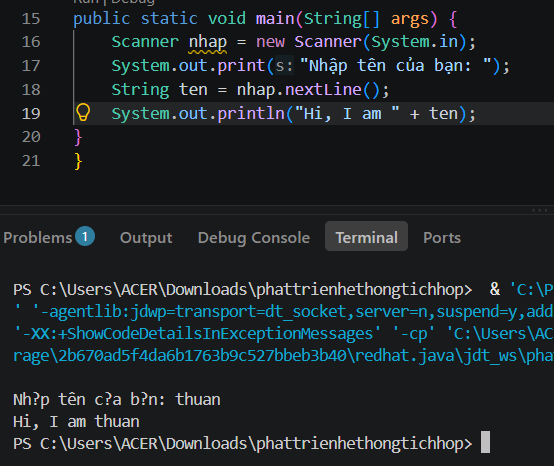 Run | Debug
15 public static void main(String[] args) {
16 Scanner nhap = new Scanner(System.in);
17 System.out.print(s:"Nhập tên của bạn: ");
18 String ten = nhap.nextLine();
19 System.out.println("Hi, I am " + ten);
20 }
21 }
Problems 1 Output Debug Console Terminal Ports
PS C:\Users\ACER\Downloads\phattrienhethongtichhop> & 'C:\P
' '-agentlib:jdwp=transport=dt_socket,server=n,suspend=y,add
'-XX:+ShowCodeDetailsInExceptionMessages' '-cp' 'C:\Users\AC
rage\2b670ad5f4da6b1763b9c527bbeb3b40\redhat.java\jdt_ws\pha
Nh?p tên c?a b?n: thuan
Hi, I am thuan
PS C:\Users\ACER\Downloads\phattrienhethongtichhop>